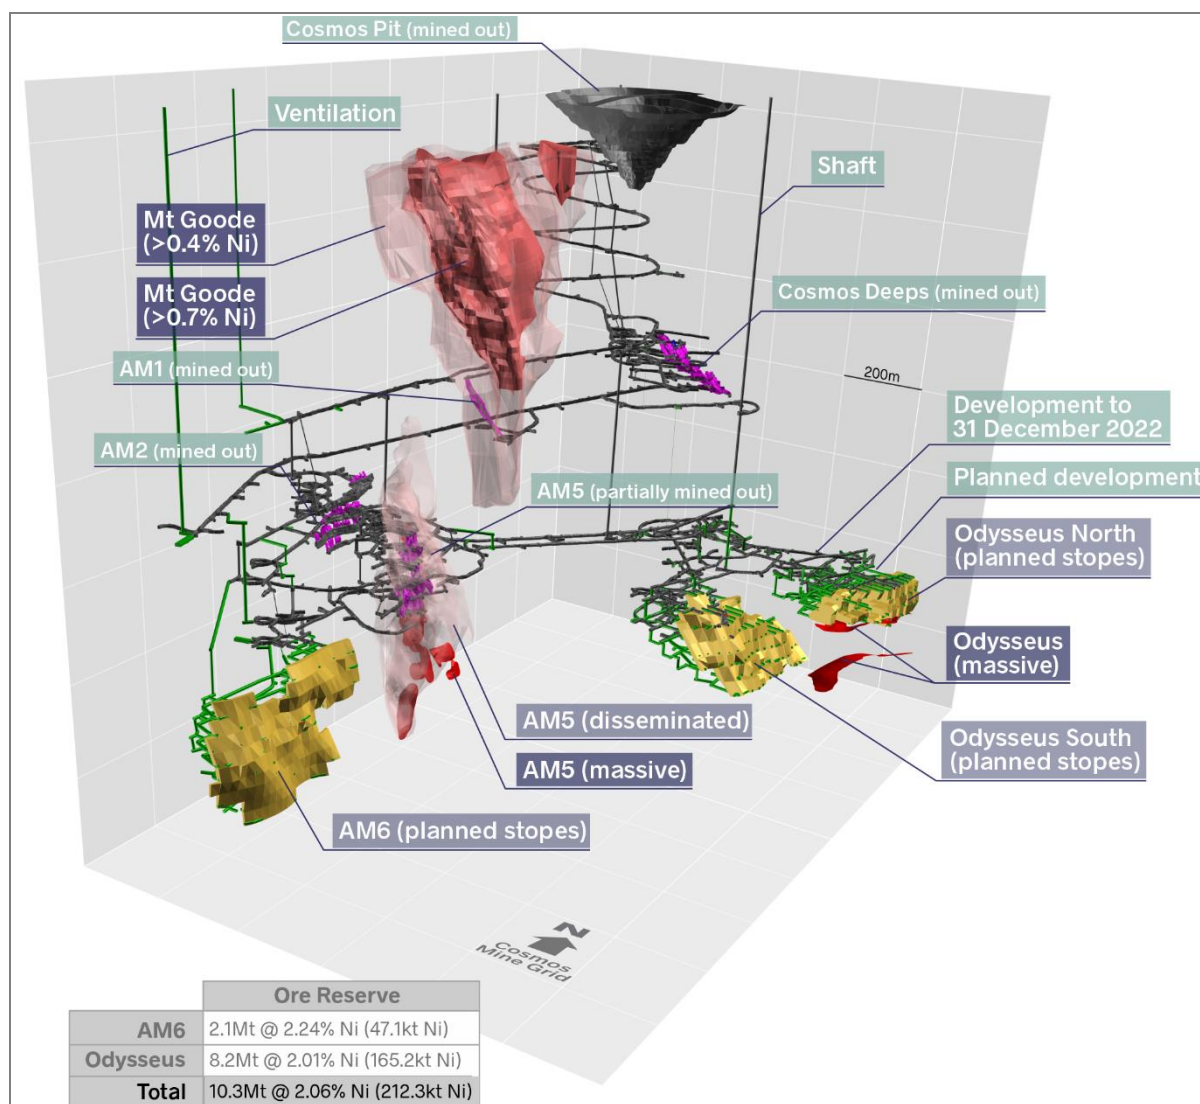 Cosmos Pit (mined out)
Ventilation
Shaft
Mt Goode
(>0.4% Ni)
Mt Goode
(>0.7% Ni)
Cosmos Deeps (mined out)
AM1 (mined out)
200m
Development to
31 December 2022
AM2 (mined out)
AM5 (partially mined out)
Planned development
Odysseus North
(planned stopes)
Odysseus
(massive)
AM5 (disseminated)
Odysseus South
(planned stopes)
AM5 (massive)
AM6 (planned stopes)
N
Cosmos
Mine Grid
Ore Reserve
AM6 2.1Mt @ 2.24% Ni (47.1kt Ni)
Odysseus 8.2Mt @ 2.01% Ni (165.2kt Ni)
Total 10.3Mt @ 2.06% Ni (212.3kt Ni)